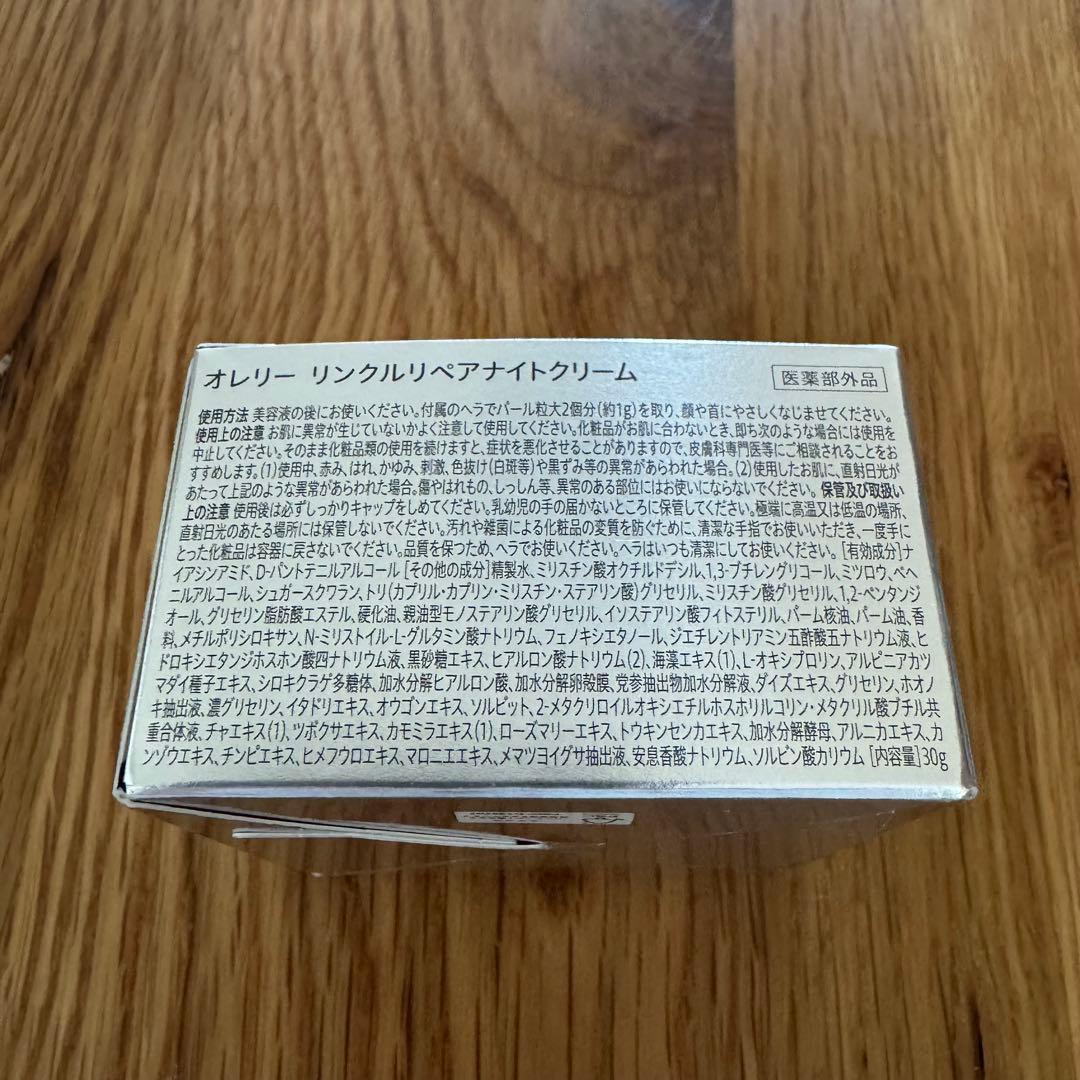 オレリー リンクルリペアナイトクリーム
医薬部外品
使用方法 美容液の後にお使いください。付属のヘラでパール粒大2個分(約1g)を取り、顔や首にやさしくなじませてください。
使用上の注意 お肌に異常が生じていないかよく注意して使用してください。化粧品がお肌に合わないとき、即ち次のような場合には使用を
中止してください。そのまま化粧品類の使用を続けますと、症状を悪化させることがありますので、皮膚科専門医等にご相談されることをお
すすめします。(1)使用中、赤み、はれ、かゆみ、刺激、色抜け(白斑等)や黒ずみ等の異常があらわれた場合。(2)使用したお肌に、直射日光が
あたって上記のような異常があらわれた場合。傷やはれもの、しっしん等、異常のある部位にはお使いにならないでください。 保管及び取扱い
上の注意 使用後は必ずしっかりキャップをしめてください。乳幼児の手の届かないところに保管してください。極端に高温又は低温の場所、
直射日光のあたる場所には保管しないでください。汚れや雑菌による化粧品の変質を防ぐために、清潔な手指でお使いいただき、一度手に
とった化粧品は容器に戻さないでください。品質を保つため、ヘラでお使いください。ヘラはいつも清潔にしてお使いください。 [有効成分]ナ
イアシンアミド、D-パントテニルアルコール [その他の成分]精製水、ミリスチン酸オクチルドデシル、1,3-ブチレングリコール、ミツロウ、ベヘ
ニルアルコール、シュガースクワラン、トリ(カプリル・カプリン・ミリスチン・ステアリン酸)グリセリル、ミリスチン酸グリセリル、1,2-ペンタンジ
オール、グリセリン脂肪酸エステル、硬化油、親油型モノステアリン酸グリセリル、イソステアリン酸フィトステリル、パーム核油、パーム油、香
料、メチルポリシロキサン、N-ミリストイル-L-グルタミン酸ナトリウム、フェノキシエタノール、ジエチレントリアミン五酢酸五ナトリウム液、ヒ
ドロキシエタンジホスホン酸四ナトリウム液、黒砂糖エキス、ヒアルロン酸ナトリウム(2)、海藻エキス(1)、L-オキシプロリン、アルピニアカツ
マダイ種子エキス、シロキクラゲ多糖体、加水分解ヒアルロン酸、加水分解卵殻膜、党参抽出物加水分解液、ダイズエキス、グリセリン、ホオノ
キ抽出液、濃グリセリン、イタドリエキス、オウゴンエキス、ソルビット、2-メタクリロイルオキシエチルホスホリルコリン・メタクリル酸ブチル共
重合体液、チャエキス(1)、ツボクサエキス、カモミラエキス(1)、ローズマリーエキス、トウキンセンカエキス、加水分解酵母、アルニカエキス、カ
ンゾウエキス、チンピエキス、ヒメフウロエキス、マロニエエキス、メマツヨイグサ抽出液、安息香酸ナトリウム、ソルビン酸カリウム [内容量]30g